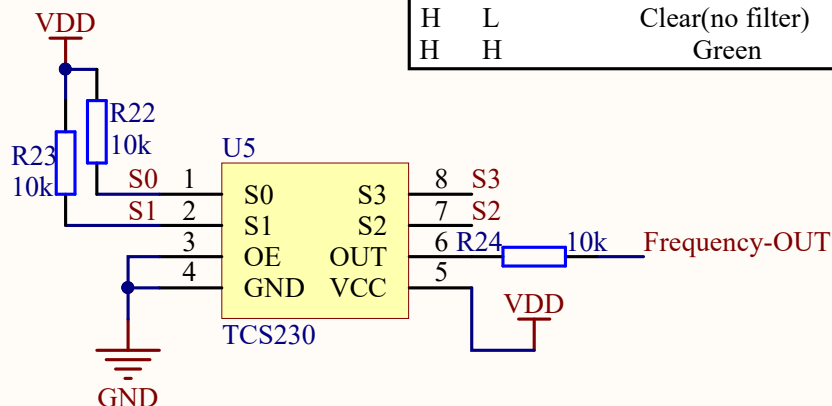 H L Clear(no filter)
H H Green
VDD
R22
10k
R23
10k
U5
S0 1 S0 S3 8 S3
S1 2 S1 S2 7 S2
3 OE OUT 6 R24 10k Frequency-OUT
4 GND VCC 5
VDD
TCS230
GND